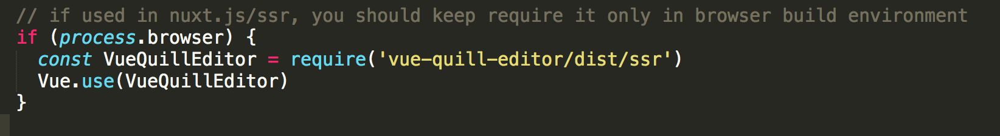 // if used in nuxt.js/ssr, you should keep require it only in browser build environment
if (process.browser) {
  const VueQuillEditor = require('vue-quill-editor/dist/ssr')
  Vue.use(VueQuillEditor)
}